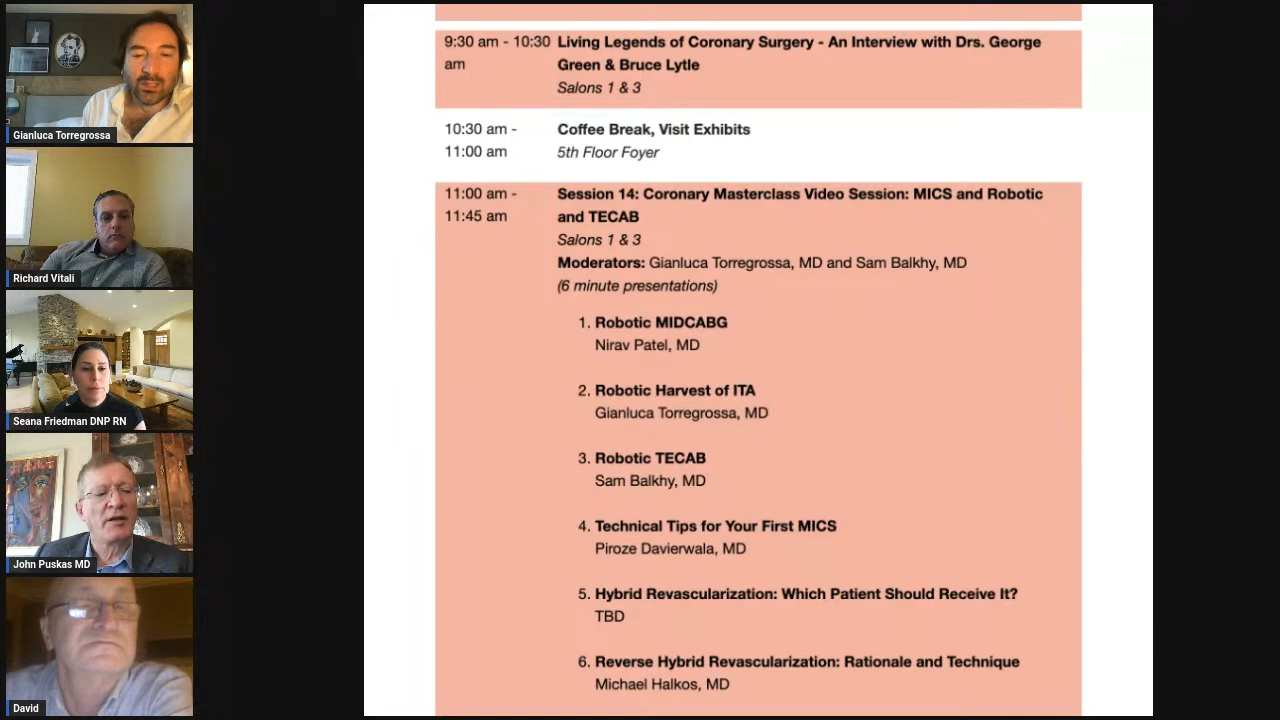 Gianluca Torregrossa
Richard Vitali
Seana Friedman DNP RN
John Puskas MD
David
9:30 am - 10:30 am
Living Legends of Coronary Surgery - An Interview with Drs. George
Green & Bruce Lytle
Salons 1 & 3
10:30 am -
11:00 am
Coffee Break, Visit Exhibits
5th Floor Foyer
11:00 am -
11:45 am
Session 14: Coronary Masterclass Video Session: MICS and Robotic
and TECAB
Salons 1 & 3
Moderators: Gianluca Torregrossa, MD and Sam Balkhy, MD
(6 minute presentations)
1. Robotic MIDCABG
Nirav Patel, MD
2. Robotic Harvest of ITA
Gianluca Torregrossa, MD
3. Robotic TECAB
Sam Balkhy, MD
4. Technical Tips for Your First MICS
Piroze Davierwala, MD
5. Hybrid Revascularization: Which Patient Should Receive It?
TBD
6. Reverse Hybrid Revascularization: Rationale and Technique
Michael Halkos, MD